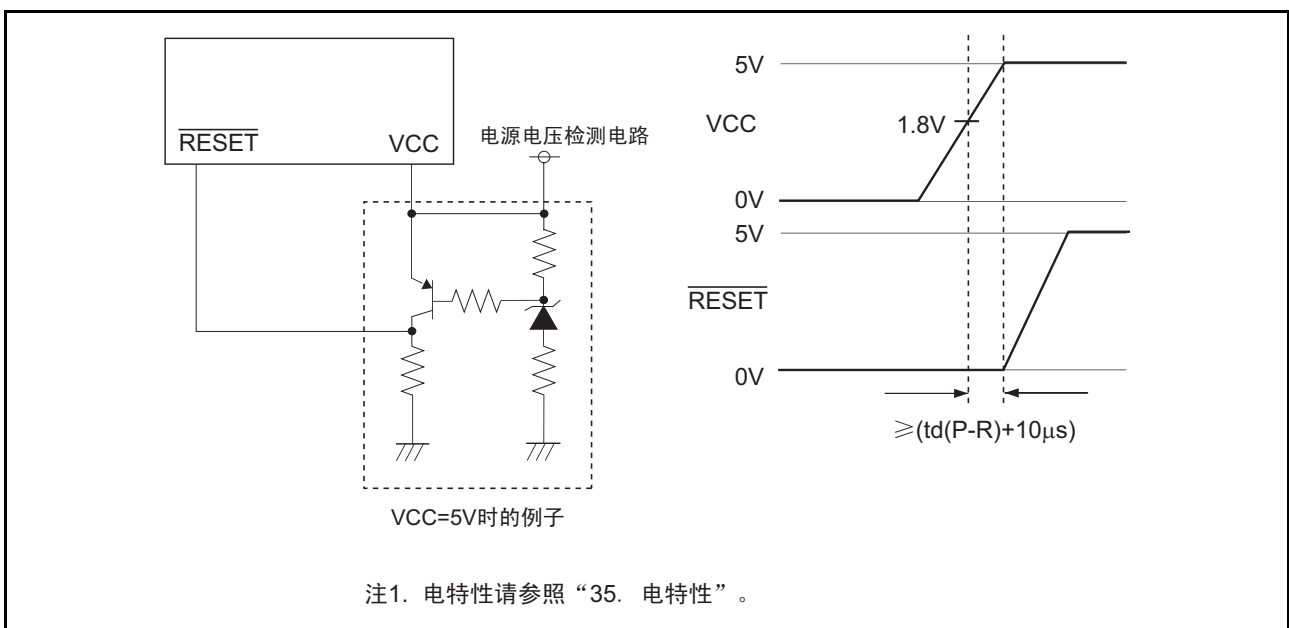 RESET
VCC
电源电压检测电路
VCC=5V时的例子
5V
VCC
1.8V
0V
5V
RESET
0V
≥(td(P-R)+10μs)
注1. 电特性请参照“35. 电特性”。